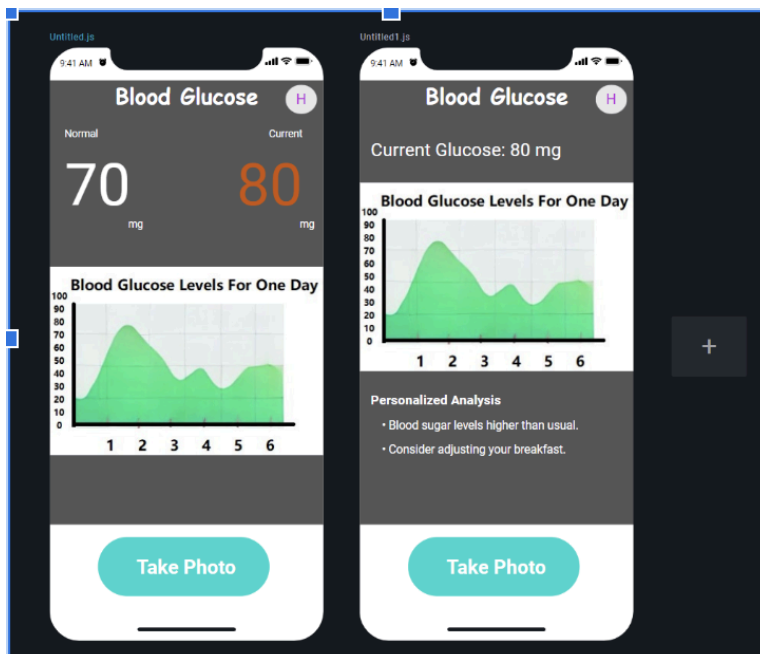 Untitled.js
9:41 AM
Blood Glucose
H
Normal
Current
70
80
mg
mg
Blood Glucose Levels For One Day
100
90
80
70
60
50
40
30
20
10
0
1 2 3 4 5 6
Take Photo
Untitled1.js
9:41 AM
Blood Glucose
H
Current Glucose: 80 mg
Blood Glucose Levels For One Day
100
90
80
70
60
50
40
30
20
10
0
1 2 3 4 5 6
Personalized Analysis
• Blood sugar levels higher than usual.
• Consider adjusting your breakfast.
Take Photo
+